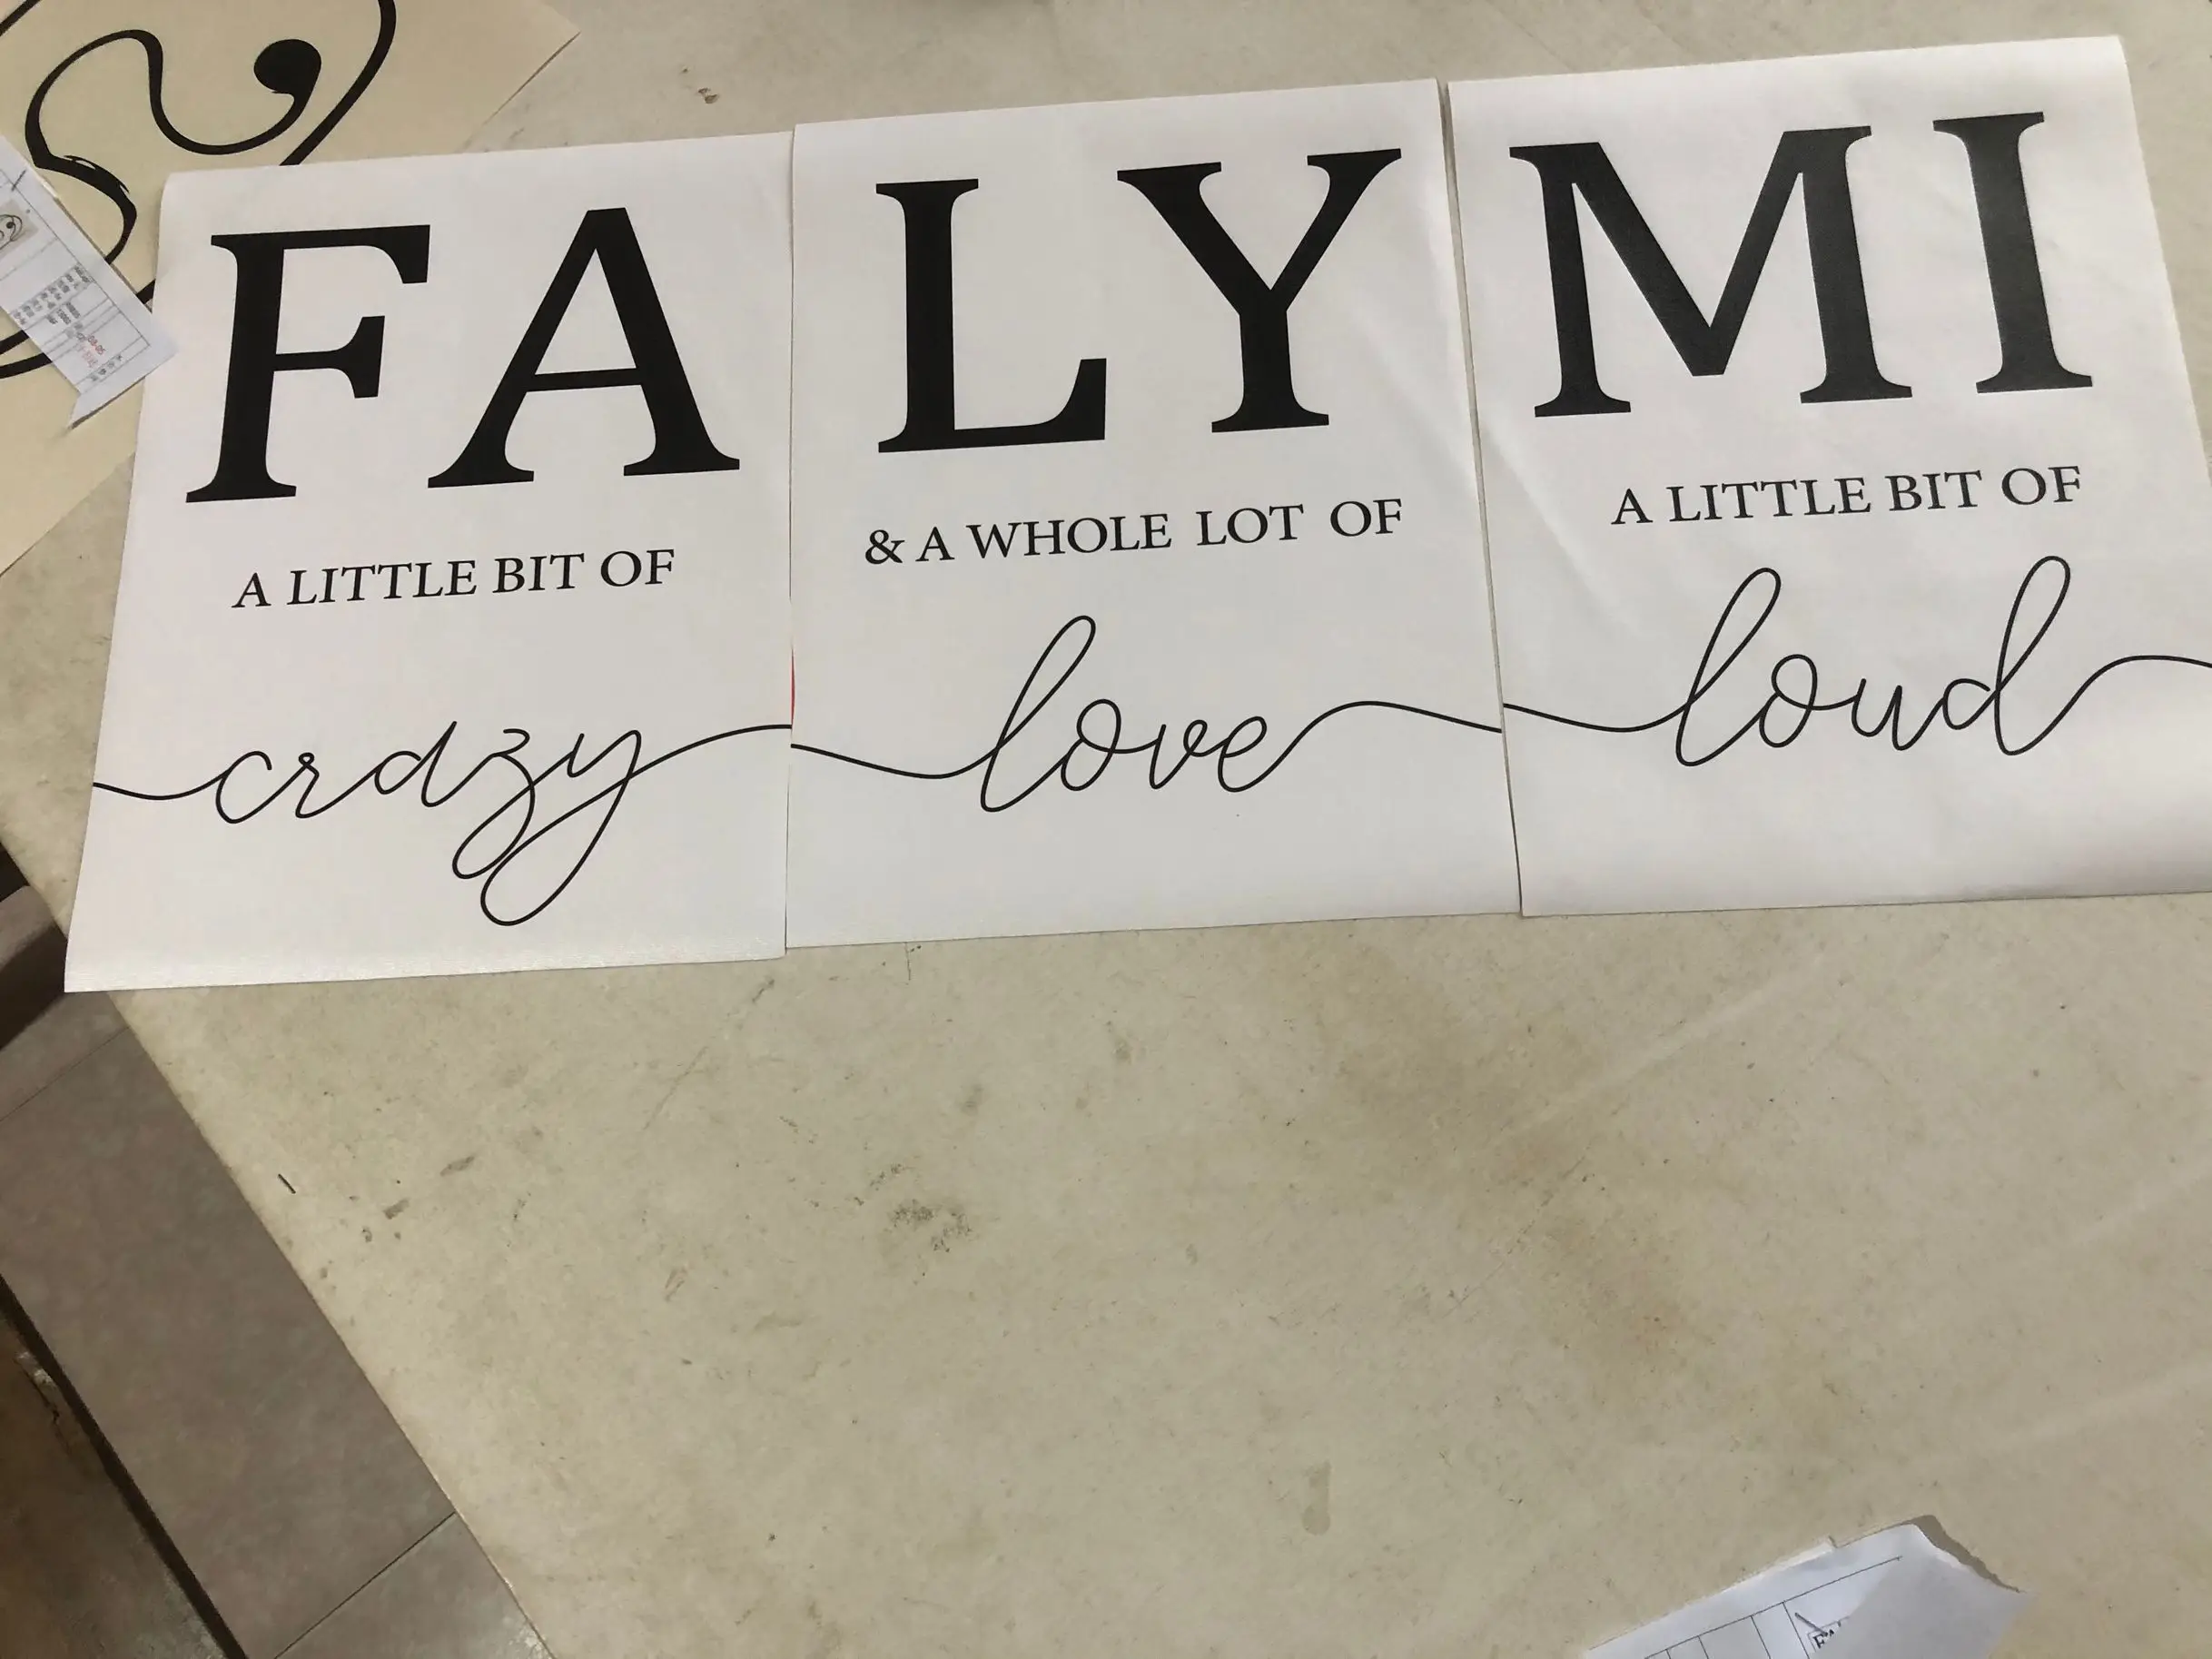 FA
A LITTLE BIT OF
crazy
LY
& A WHOLE LOT OF
love
MI
A LITTLE BIT OF
loud